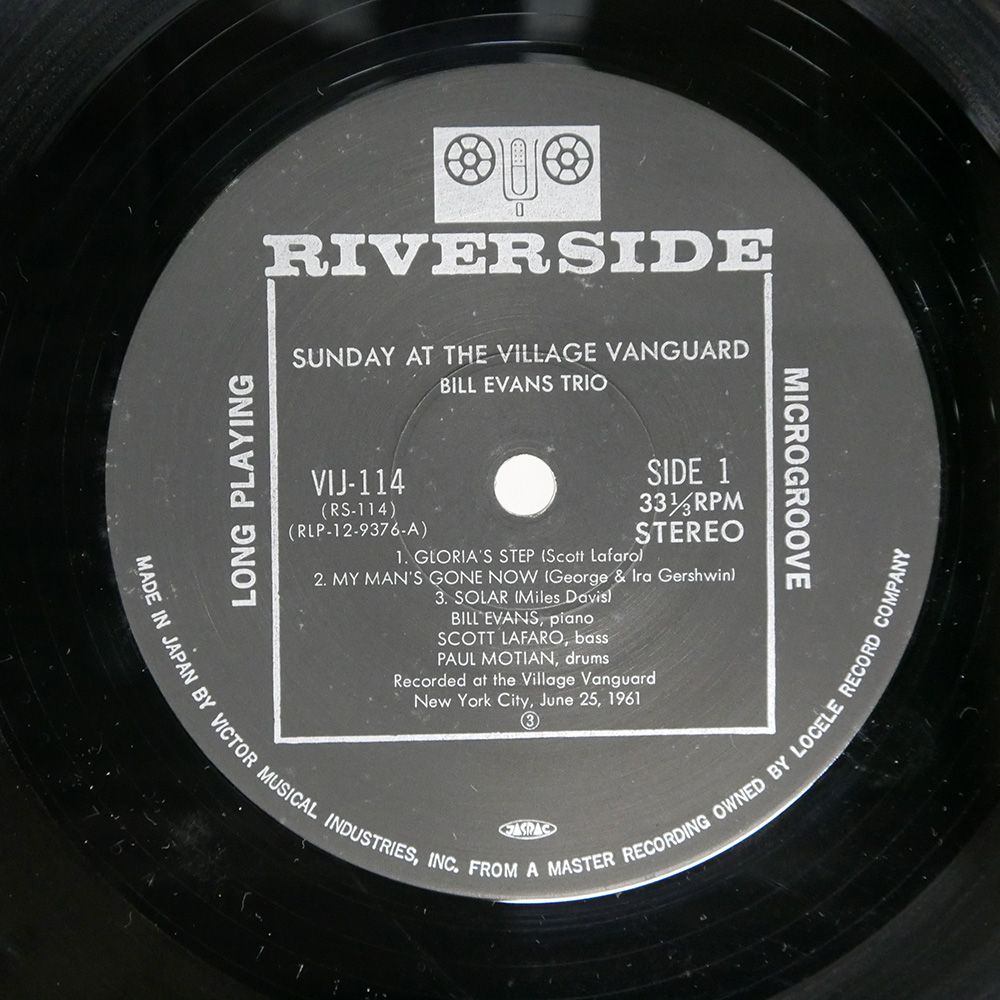 RIVERSIDE
SUNDAY AT THE VILLAGE VANGUARD
BILL EVANS TRIO
LONG PLAYING
MICROGROOVE
VIJ-114
(RS-114)
(RLP-12-9376-A)
SIDE 1
33 1/3 RPM
STEREO
1. GLORIA'S STEP (Scott Lafaro)
2. MY MAN'S GONE NOW (George & Ira Gershwin)
3. SOLAR (Miles Davis)
BILL EVANS, piano
SCOTT LAFARO, bass
PAUL MOTIAN, drums
Recorded at the Village Vanguard
New York City, June 25, 1961
③
JASRAC
MADE IN JAPAN BY VICTOR MUSICAL INDUSTRIES, INC. FROM A MASTER RECORDING OWNED BY LOCELE RECORD COMPANY